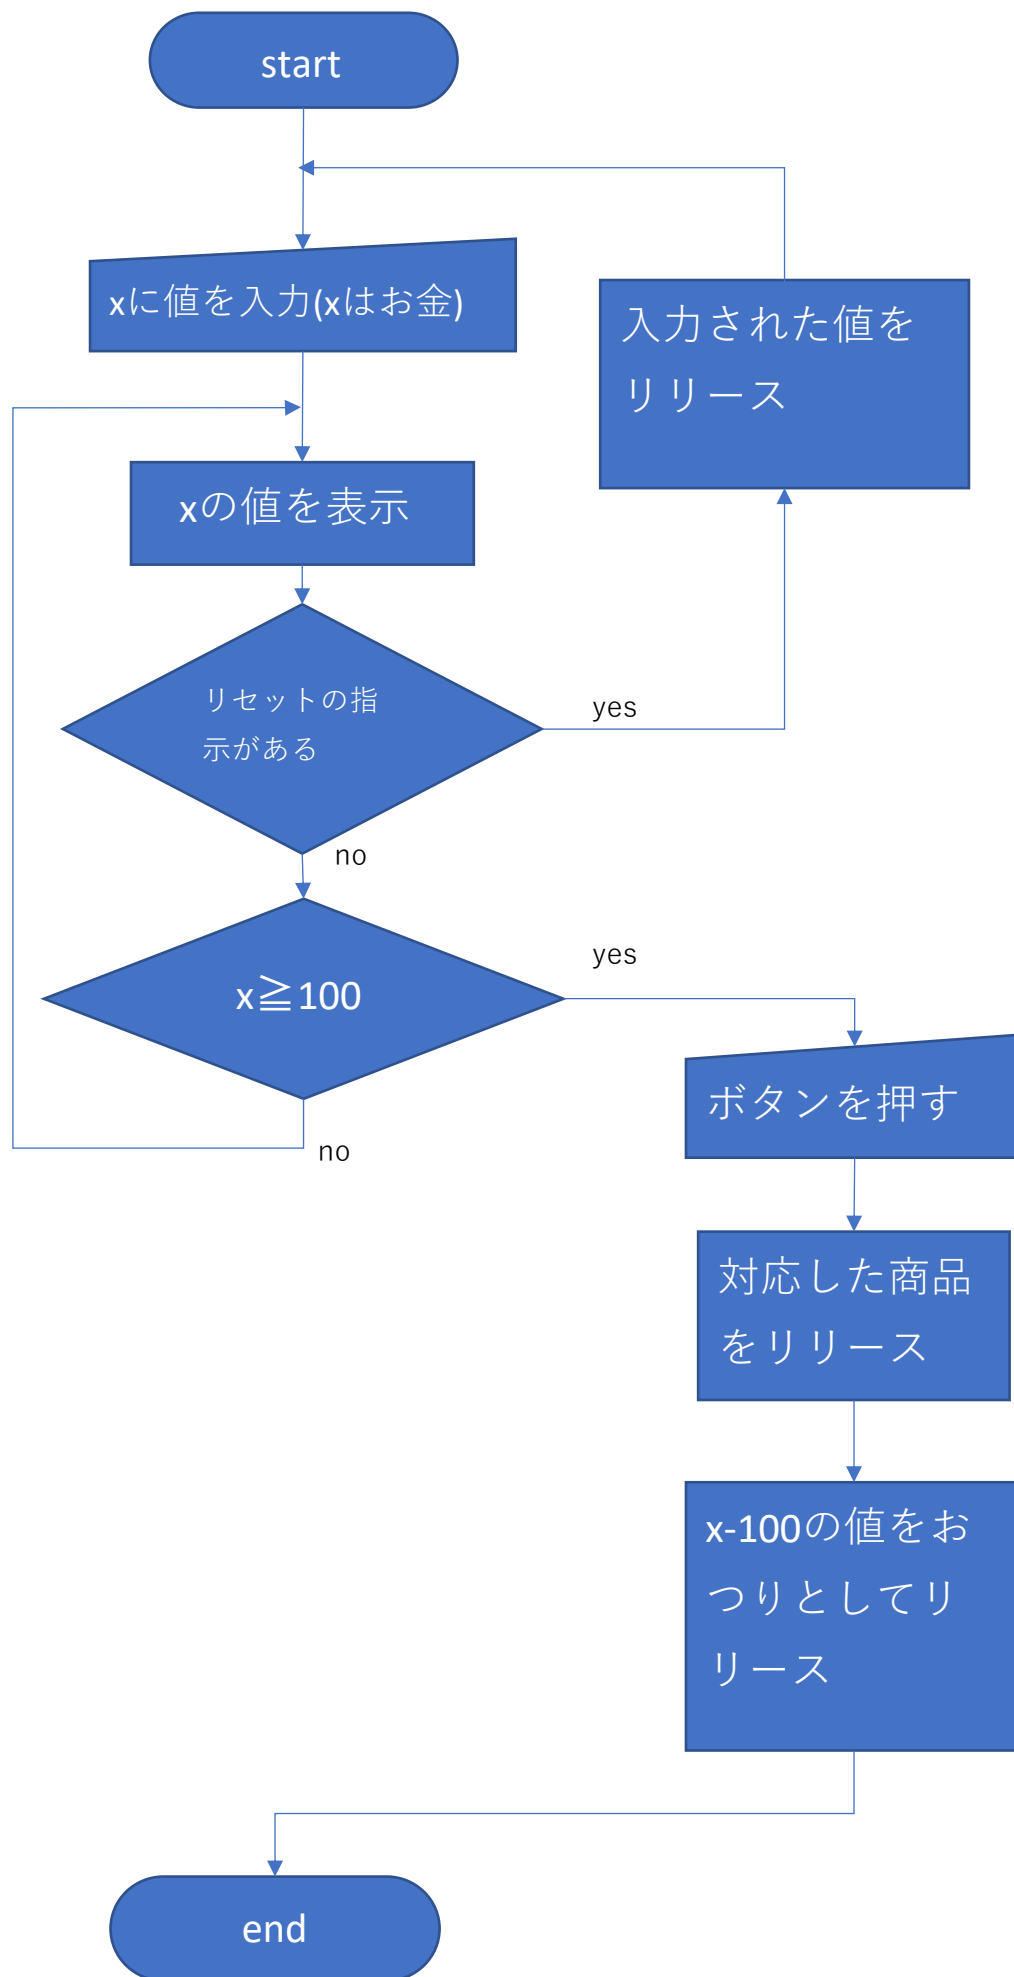 start
xに値を入力(xはお金)
入力された値を
リリース
xの値を表示
リセットの指
示がある
yes
no
x≧100
yes
no
ボタンを押す
対応した商品
をリリース
x-100の値をお
つりとしてリ
リース
end